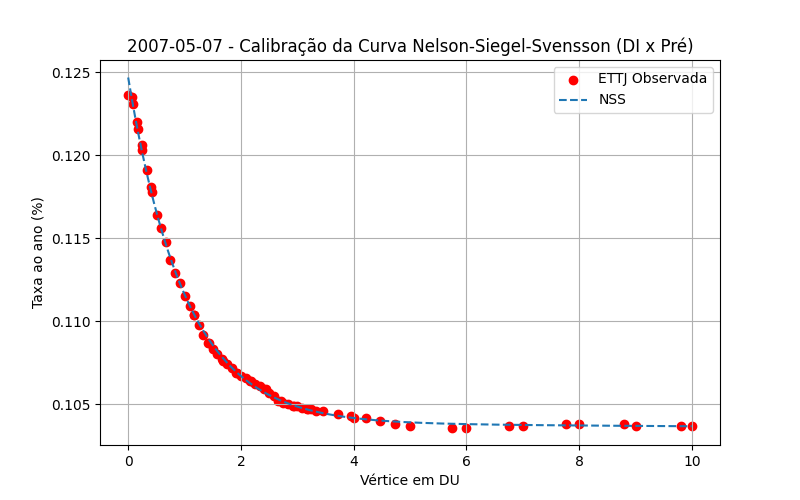 2007-05-07 - Calibração da Curva Nelson-Siegel-Svensson (DI x Pré)
ETTJ Observada
NSS
Taxa ao ano (%)
0.125
0.120
0.115
0.110
0.105
0 2 4 6 8 10
Vértice em DU